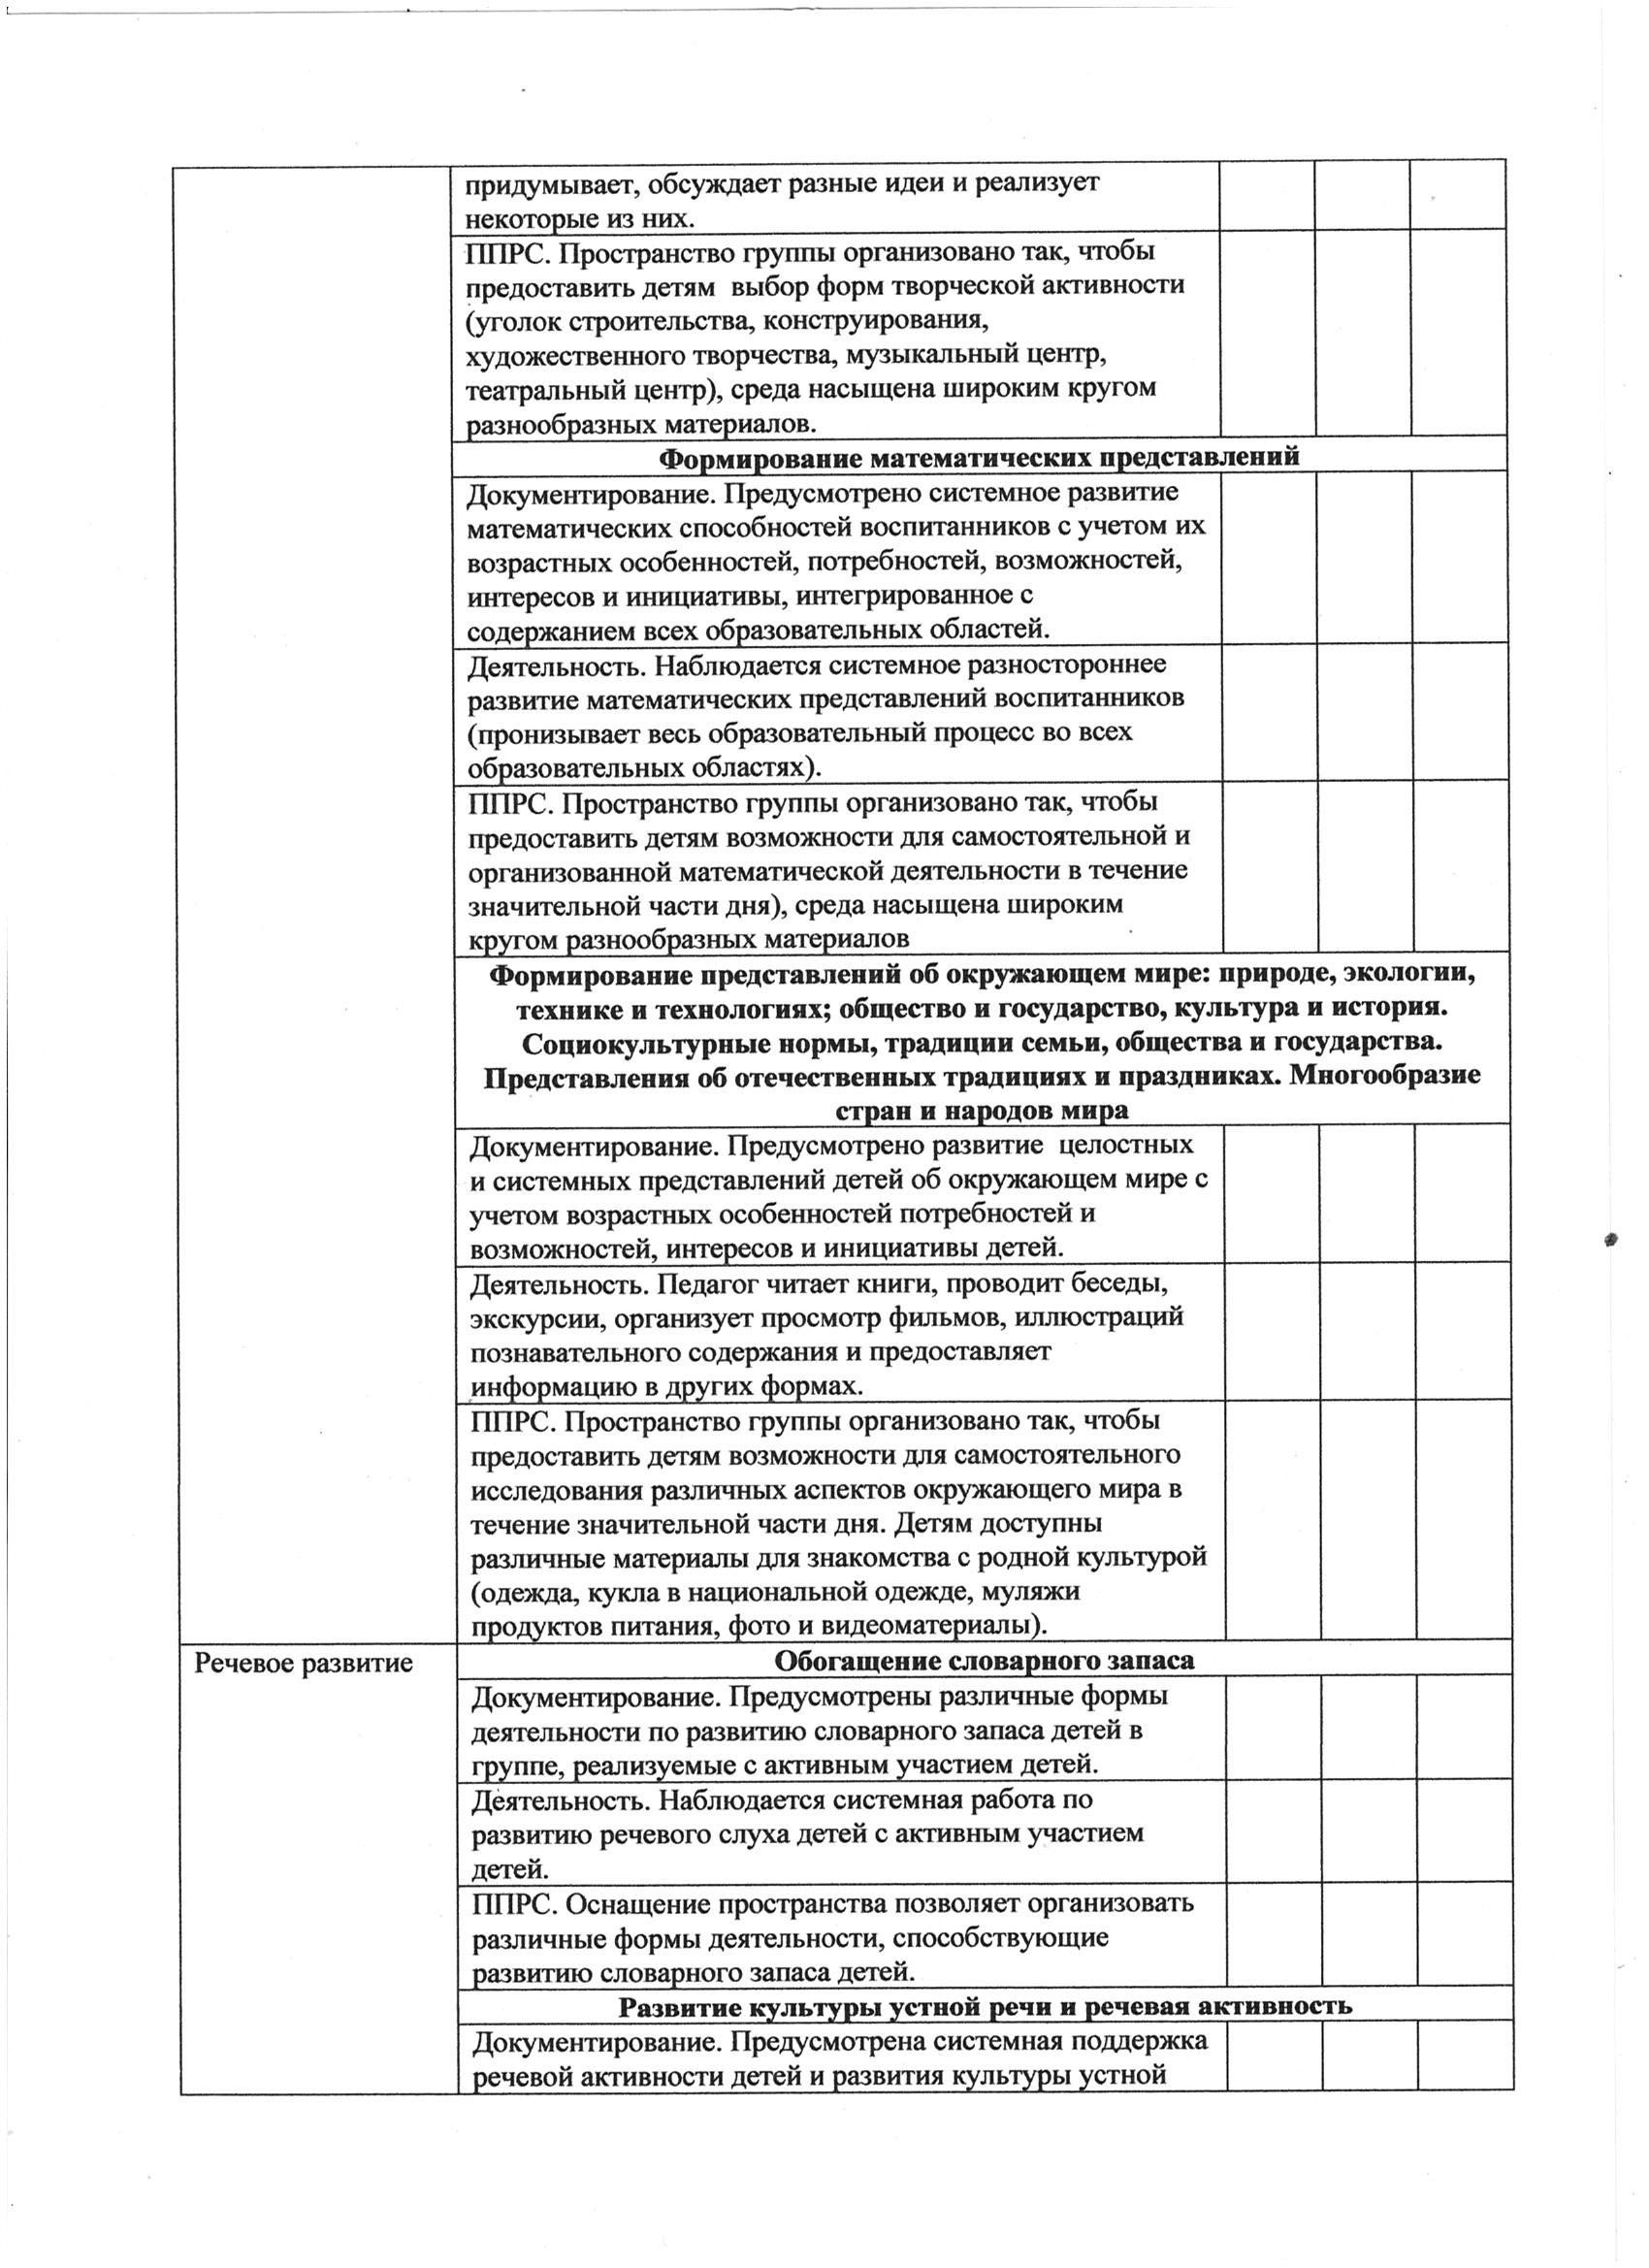 придумывает, обсуждает разные идеи и реализует
некоторые из них.
ППРС. Пространство группы организовано так, чтобы
предоставить детям выбор форм творческой активности
(уголок строительства, конструирования,
художественного творчества, музыкальный центр,
театральный центр), среда насыщена широким кругом
разнообразных материалов.
Формирование математических представлений
Документирование. Предусмотрено системное развитие
математических способностей воспитанников с учетом их
возрастных особенностей, потребностей, возможностей,
интересов и инициативы, интегрированное с
содержанием всех образовательных областей.
Деятельность. Наблюдается системное разностороннее
развитие математических представлений воспитанников
(пронизывает весь образовательный процесс во всех
образовательных областях).
ППРС. Пространство группы организовано так, чтобы
предоставить детям возможности для самостоятельной и
организованной математической деятельности в течение
значительной части дня), среда насыщена широким
кругом разнообразных материалов
Формирование представлений об окружающем мире: природе, экологии,
технике и технологиях; общество и государство, культура и история.
Социокультурные нормы, традиции семьи, общества и государства.
Представления об отечественных традициях и праздниках. Многообразие
стран и народов мира
Документирование. Предусмотрено развитие целостных
и системных представлений детей об окружающем мире с
учетом возрастных особенностей потребностей и
возможностей, интересов и инициативы детей.
Деятельность. Педагог читает книги, проводит беседы,
экскурсии, организует просмотр фильмов, иллюстраций
познавательного содержания и предоставляет
информацию в других формах.
ППРС. Пространство группы организовано так, чтобы
предоставить детям возможности для самостоятельного
исследования различных аспектов окружающего мира в
течение значительной части дня. Детям доступны
различные материалы для знакомства с родной культурой
(одежда, кукла в национальной одежде, муляжи
продуктов питания, фото и видеоматериалы).
Речевое развитие
Обогащение словарного запаса
Документирование. Предусмотрены различные формы
деятельности по развитию словарного запаса детей в
группе, реализуемые с активным участием детей.
Деятельность. Наблюдается системная работа по
развитию речевого слуха детей с активным участием
детей.
ППРС. Оснащение пространства позволяет организовать
различные формы деятельности, способствующие
развитию словарного запаса детей.
Развитие культуры устной речи и речевая активность
Документирование. Предусмотрена системная поддержка
речевой активности детей и развития культуры устной